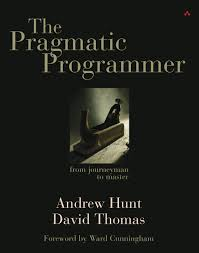 The
Pragmatic
Programmer
from journeyman
to master
Andrew Hunt
David Thomas
Foreword by Ward Cunningham